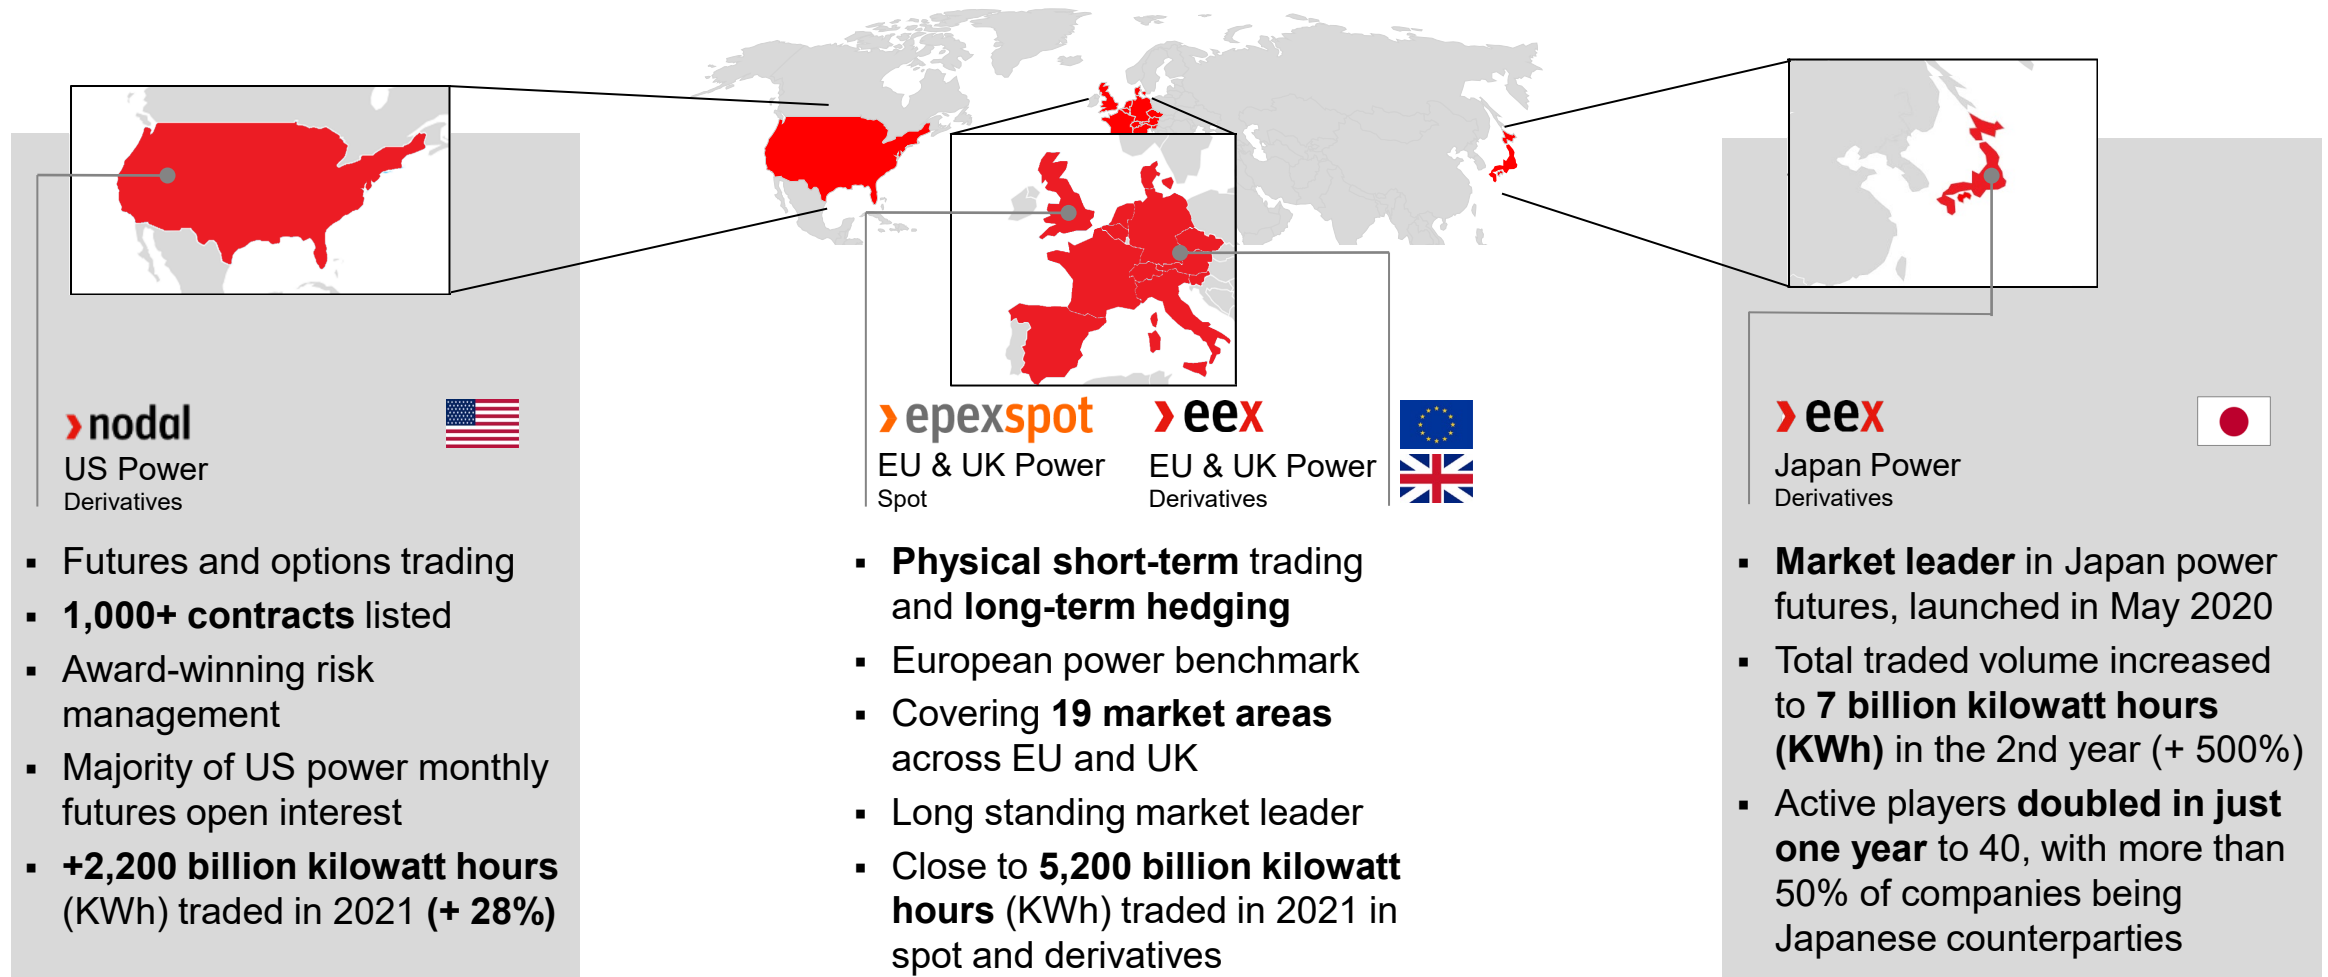 nodal
US Power
Derivatives
▪ Futures and options trading
▪ 1,000+ contracts listed
▪ Award-winning risk
management
▪ Majority of US power monthly
futures open interest
▪ +2,200 billion kilowatt hours
(KWh) traded in 2021 (+ 28%)
epexspot
EU & UK Power
Spot
eex
EU & UK Power
Derivatives
▪ Physical short-term trading
and long-term hedging
▪ European power benchmark
▪ Covering 19 market areas
across EU and UK
▪ Long standing market leader
▪ Close to 5,200 billion kilowatt
hours (KWh) traded in 2021 in
spot and derivatives
eex
Japan Power
Derivatives
▪ Market leader in Japan power
futures, launched in May 2020
▪ Total traded volume increased
to 7 billion kilowatt hours
(KWh) in the 2nd year (+ 500%)
▪ Active players doubled in just
one year to 40, with more than
50% of companies being
Japanese counterparties